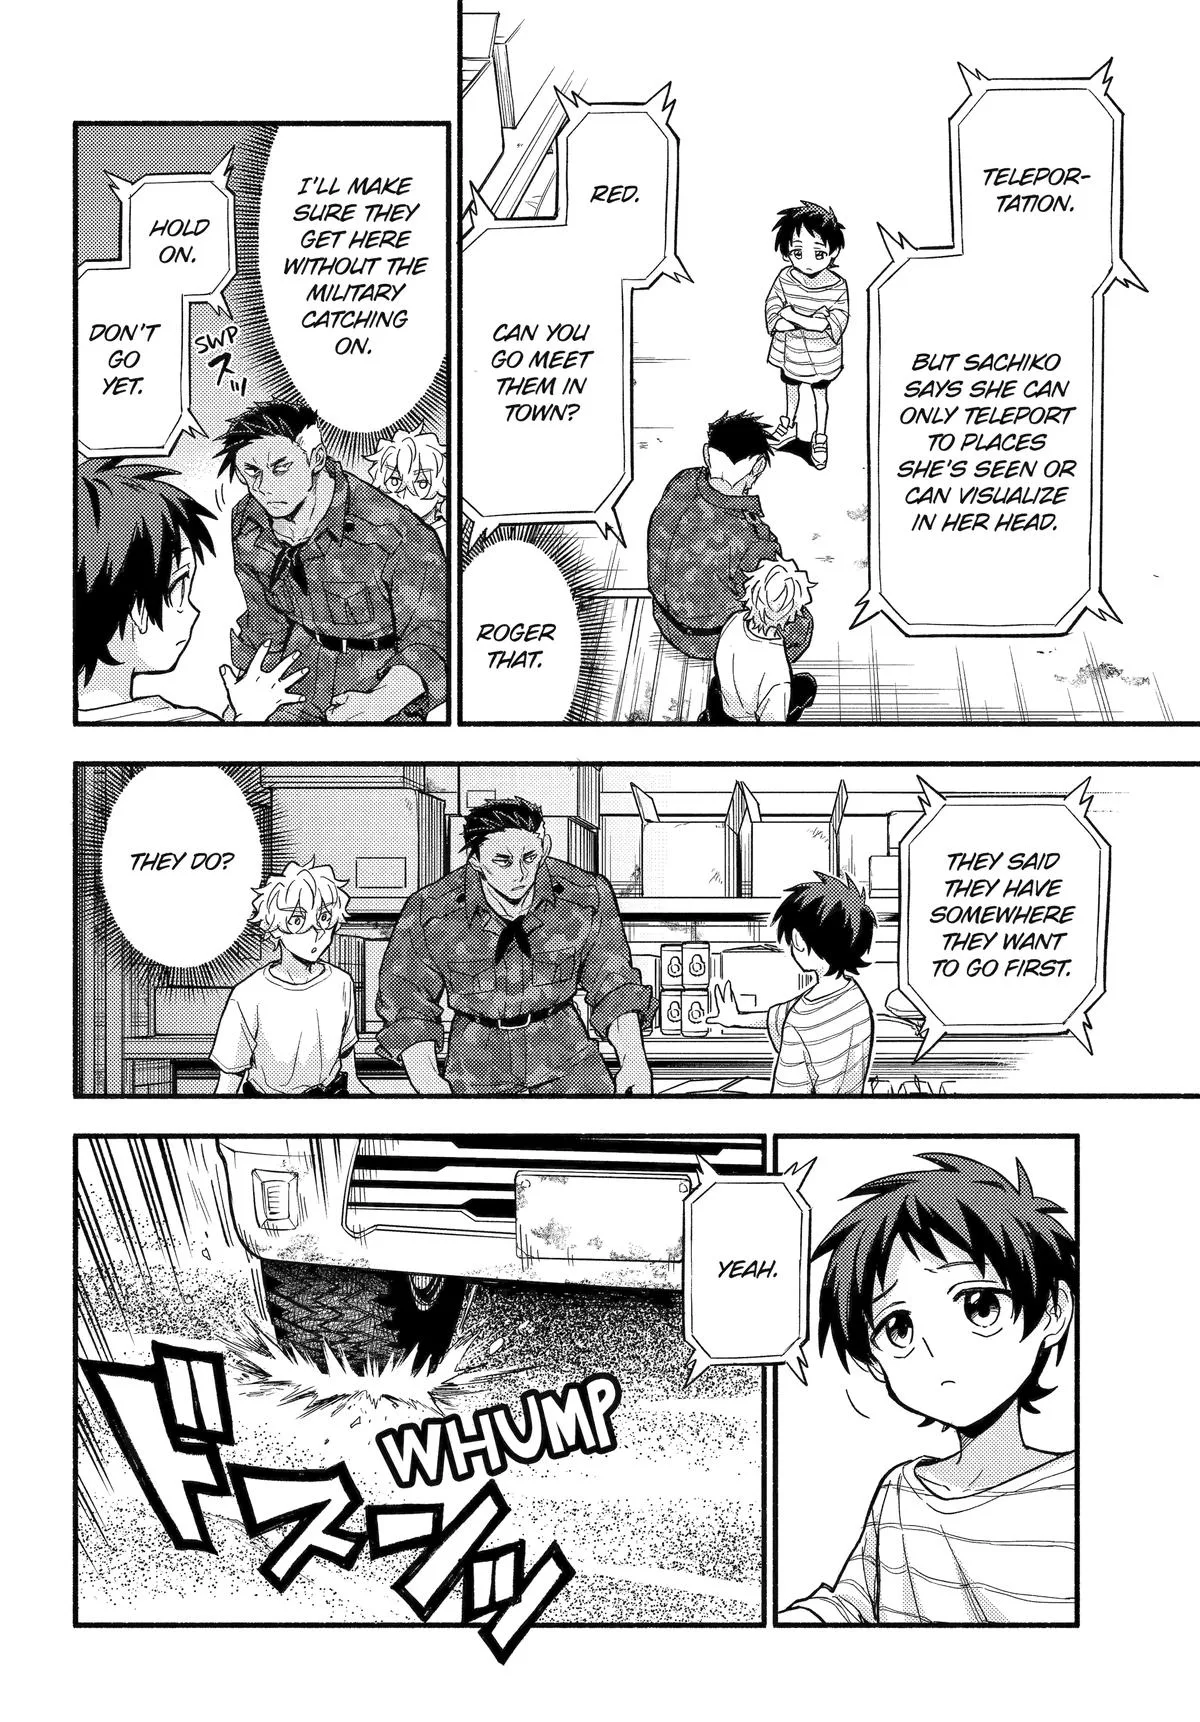 TELEPOR-
TATION.
BUT SACHIKO
SAYS SHE CAN
ONLY TELEPORT
TO PLACES
SHE'S SEEN OR
CAN VISUALIZE
IN HER HEAD.
RED.
CAN YOU
GO MEET
THEM IN
TOWN?
ROGER
THAT.
I'LL MAKE
SURE THEY
GET HERE
WITHOUT THE
MILITARY
CATCHING
ON.
HOLD
ON.
DON'T
GO
YET.
SWP
スッ
THEY SAID
THEY HAVE
SOMEWHERE
THEY WANT
TO GO FIRST.
THEY DO?
YEAH.
WHUMP
ドスンッ